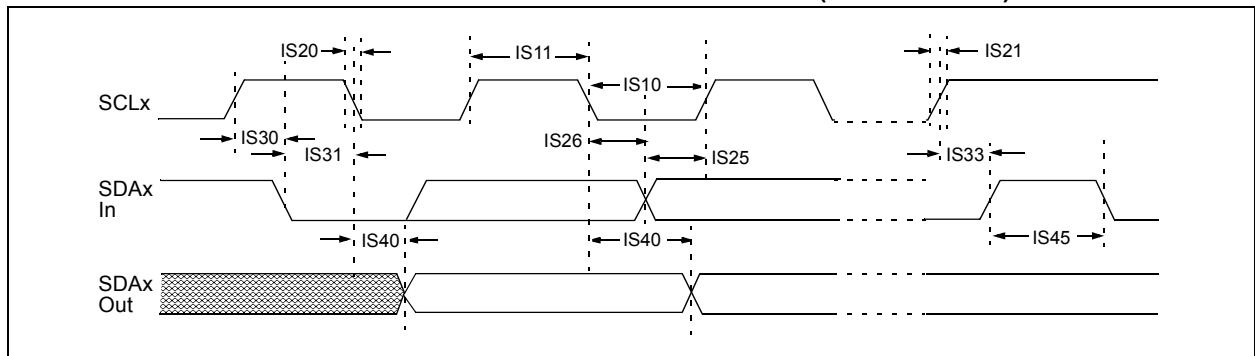 IS20
IS11
IS10
IS21
SCLx
IS30
IS31
IS26
IS25
IS33
SDAx
In
IS40
IS40
IS45
SDAx
Out